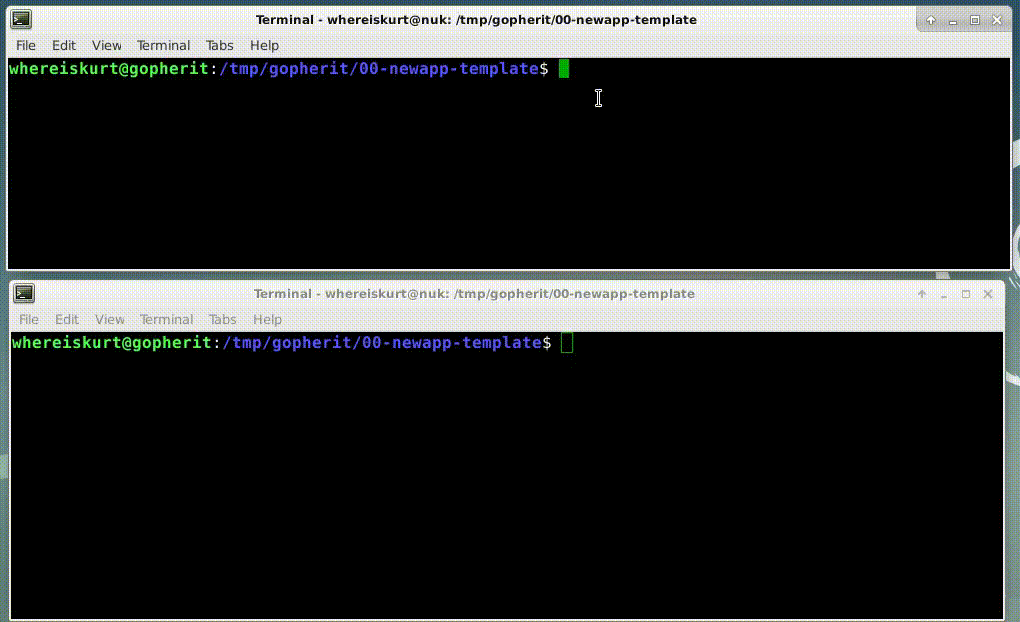 Terminal - whereiskurt@nuk: /tmp/gopherit/00-newapp-template
File Edit View Terminal Tabs Help
whereiskurt@gopherit:/tmp/gopherit/00-newapp-template$
Terminal - whereiskurt@nuk: /tmp/gopherit/00-newapp-template
File Edit View Terminal Tabs Help
whereiskurt@gopherit:/tmp/gopherit/00-newapp-template$